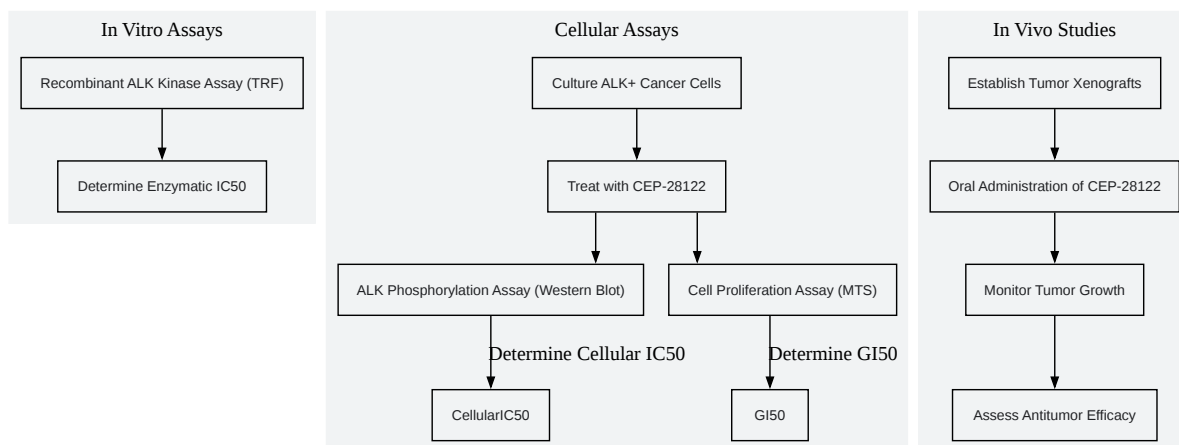 In Vitro Assays
Recombinant ALK Kinase Assay (TRF)
Determine Enzymatic IC50
Cellular Assays
Culture ALK+ Cancer Cells
Treat with CEP-28122
ALK Phosphorylation Assay (Western Blot)
Cell Proliferation Assay (MTS)
Determine Cellular IC50
Determine GI50
CellularIC50
GI50
In Vivo Studies
Establish Tumor Xenografts
Oral Administration of CEP-28122
Monitor Tumor Growth
Assess Antitumor Efficacy